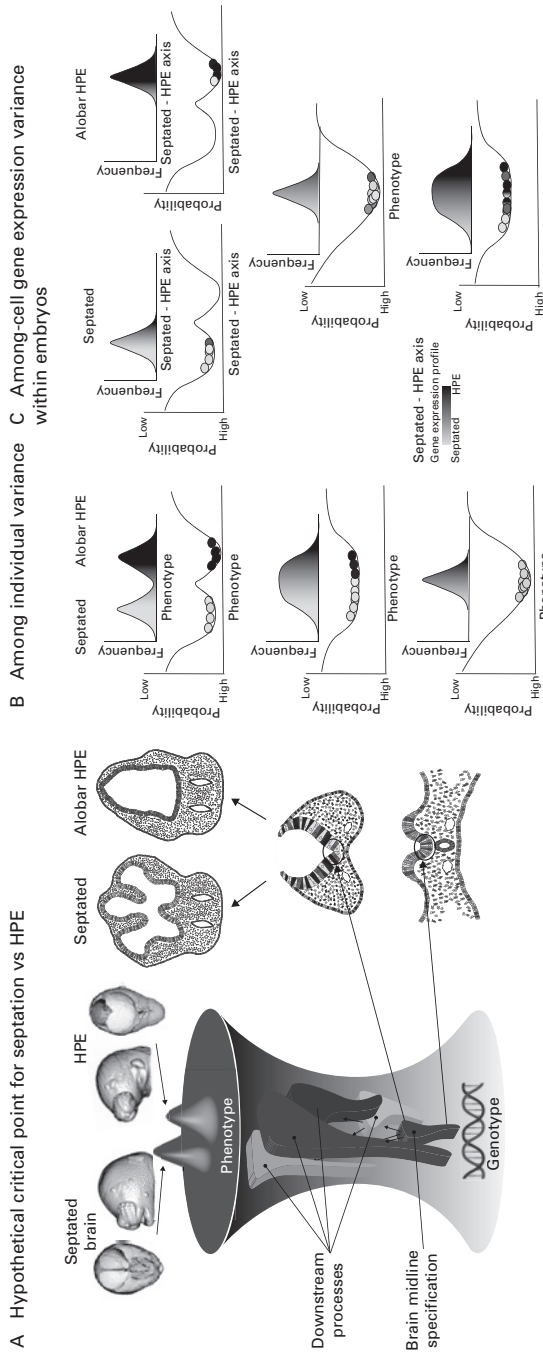 A Hypothetical critical point for septation vs HPE
Septated
brain
HPE
Septated
Alobar HPE
Phenotype
Genotype
Downstream
processes
Brain midline
specification
B Among individual variance
Septated
Alobar HPE
Frequency
Phenotype
Low
Probability
High
Phenotype
Frequency
Low
Probability
High
Phenotype
Frequency
Low
Probability
High
C Among-cell gene expression variance
within embryos
Septated
Frequency
Septated - HPE axis
Low
Probability
High
Septated - HPE axis
Alobar HPE
Frequency
Septated - HPE axis
Probability
Septated - HPE axis
Frequency
Low
Probability
High
Phenotype
Septated - HPE axis
Gene expression profile
Septated
HPE
Frequency
Low
Probability
High